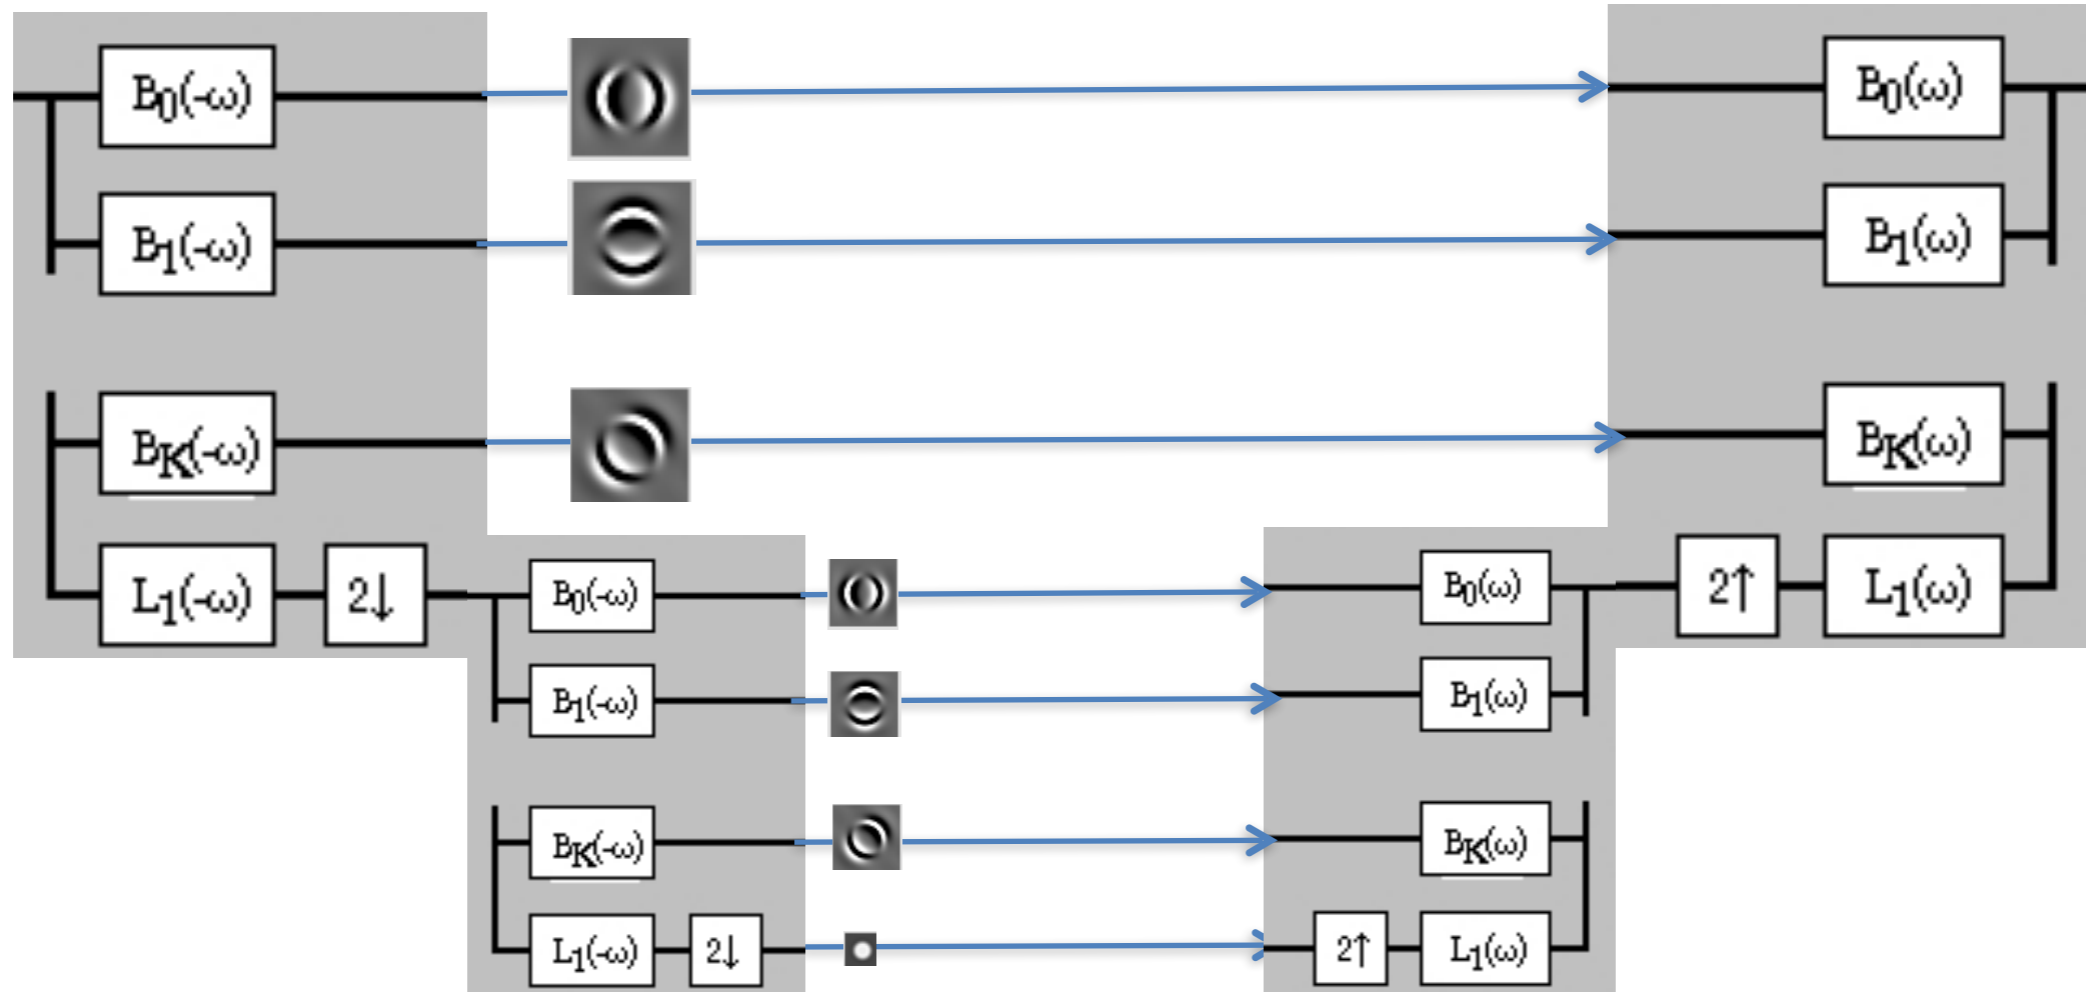 B0(-ω)
B0(ω)
B1(-ω)
B1(ω)
BK(-ω)
BK(ω)
L1(-ω) 2↓
B0(-ω)
B0(ω)
2↑ L1(ω)
B1(-ω)
B1(ω)
BK(-ω)
BK(ω)
L1(-ω) 2↓
2↑ L1(ω)